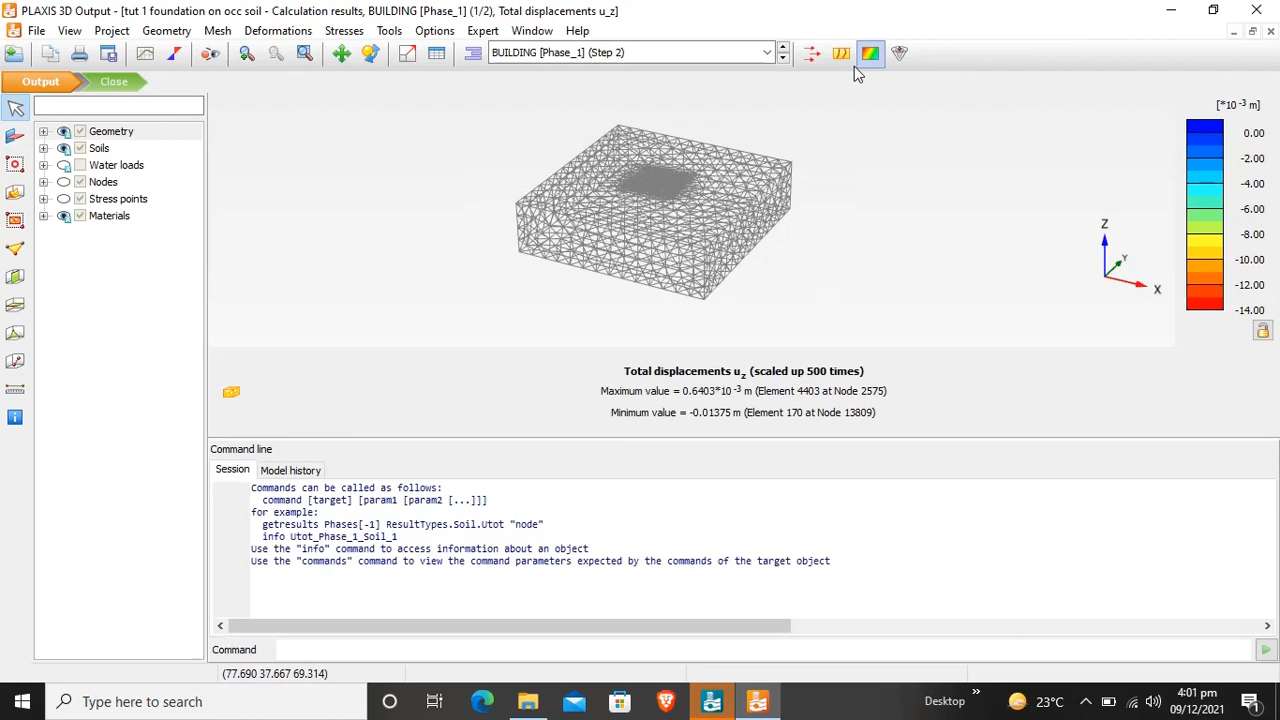 PLAXIS 3D Output - [tut 1 foundation on occ soil - Calculation results, BUILDING [Phase_1] (1/2), Total displacements u_z]
File View Project Geometry Mesh Deformations Stresses Tools Options Expert Window Help
BUILDING [Phase_1] (Step 2)
Output Close
[*10 -3 m]
Geometry
Soils
Water loads
Nodes
Stress points
Materials
0.00
-2.00
-4.00
-6.00
-8.00
-10.00
-12.00
-14.00
Z
Y
X
Total displacements uz (scaled up 500 times)
Maximum value = 0.6403*10 -3 m (Element 4403 at Node 2575)
Minimum value = -0.01375 m (Element 170 at Node 13809)
Command line
Session Model history
Commands can be called as follows:
command [target] [param1 [param2 [...]]]
for example:
getresults Phases[-1] ResultTypes.Soil.Utot "node"
info Utot_Phase_1_Soil_1
Use the "info" command to access information about an object
Use the "commands" command to view the command parameters expected by the commands of the target object
Command
(77.690 37.667 69.314)
Type here to search
Desktop
23°C
4:01 pm
09/12/2021
1